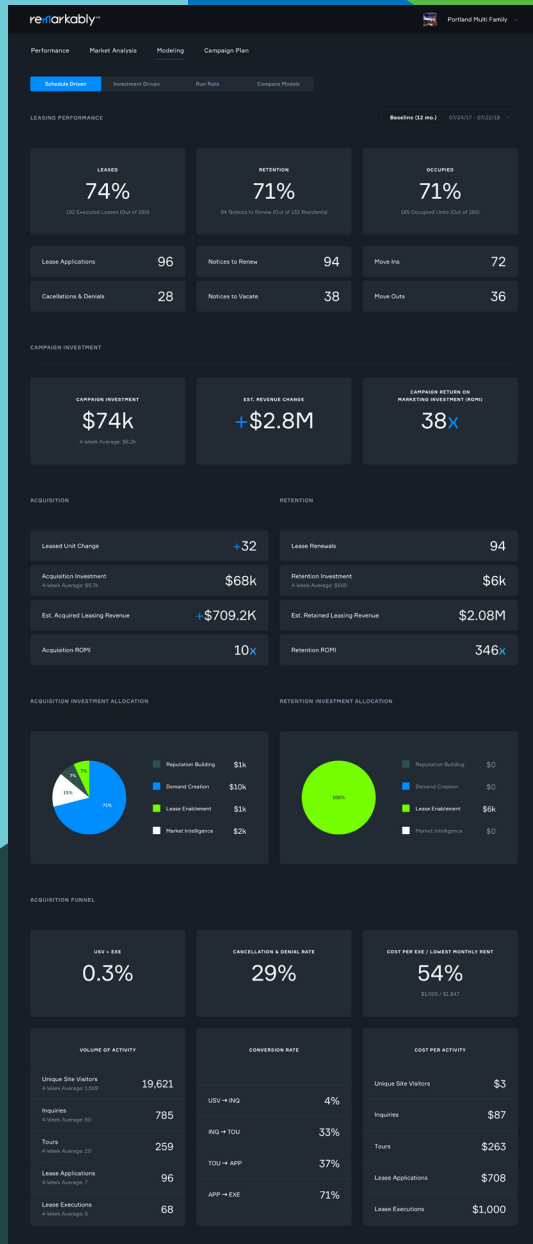 remarkably™
Portland Multi Family
Performance
Market Analysis
Modeling
Campaign Plan
Schedule Driven
Investment Driven
Run Rate
Compare Models
LEASING PERFORMANCE
Baseline (12 mo.) 07/24/17 - 07/22/18
LEASED
74%
192 Executed Leases (Out of 260)
RETENTION
71%
94 Notices to Renew (Out of 132 Residents)
OCCUPIED
71%
185 Occupied Units (Out of 260)
Lease Applications 96
Notices to Renew 94
Move Ins 72
Cacellations & Denials 28
Notices to Vacate 38
Move Outs 36
CAMPAIGN INVESTMENT
CAMPAIGN INVESTMENT
$74k
4-Week Average: $6.2k
EST. REVENUE CHANGE
+$2.8M
CAMPAIGN RETURN ON
MARKETING INVESTMENT (ROMI)
38x
ACQUISITION
Leased Unit Change +32
Acquisition Investment $68k
4-Week Average: $5.7k
Est. Acquired Leasing Revenue +$709.2K
Acquisition ROMI 10x
RETENTION
Lease Renewals 94
Retention Investment $6k
4-Week Average: $500
Est. Retained Leasing Revenue $2.08M
Retention ROMI 346x
ACQUISITION INVESTMENT ALLOCATION
7%
7%
15%
71%
Reputation Building $1k
Demand Creation $10k
Lease Enablement $1k
Market Intelligence $2k
RETENTION INVESTMENT ALLOCATION
100%
Reputation Building $0
Demand Creation $0
Lease Enablement $6k
Market Intelligence $0
ACQUISITION FUNNEL
USV > EXE
0.3%
CANCELLATION & DENIAL RATE
29%
COST PER EXE / LOWEST MONTHLY RENT
54%
$1,000 / $1,847
VOLUME OF ACTIVITY
Unique Site Visitors 19,621
4-Week Average: 1,509
Inquiries 785
4-Week Average: 60
Tours 259
4-Week Average: 20
Lease Applications 96
4-Week Average: 7
Lease Executions 68
4-Week Average: 5
CONVERSION RATE
USV → INQ 4%
INQ → TOU 33%
TOU → APP 37%
APP → EXE 71%
COST PER ACTIVITY
Unique Site Visitors $3
Inquiries $87
Tours $263
Lease Applications $708
Lease Executions $1,000